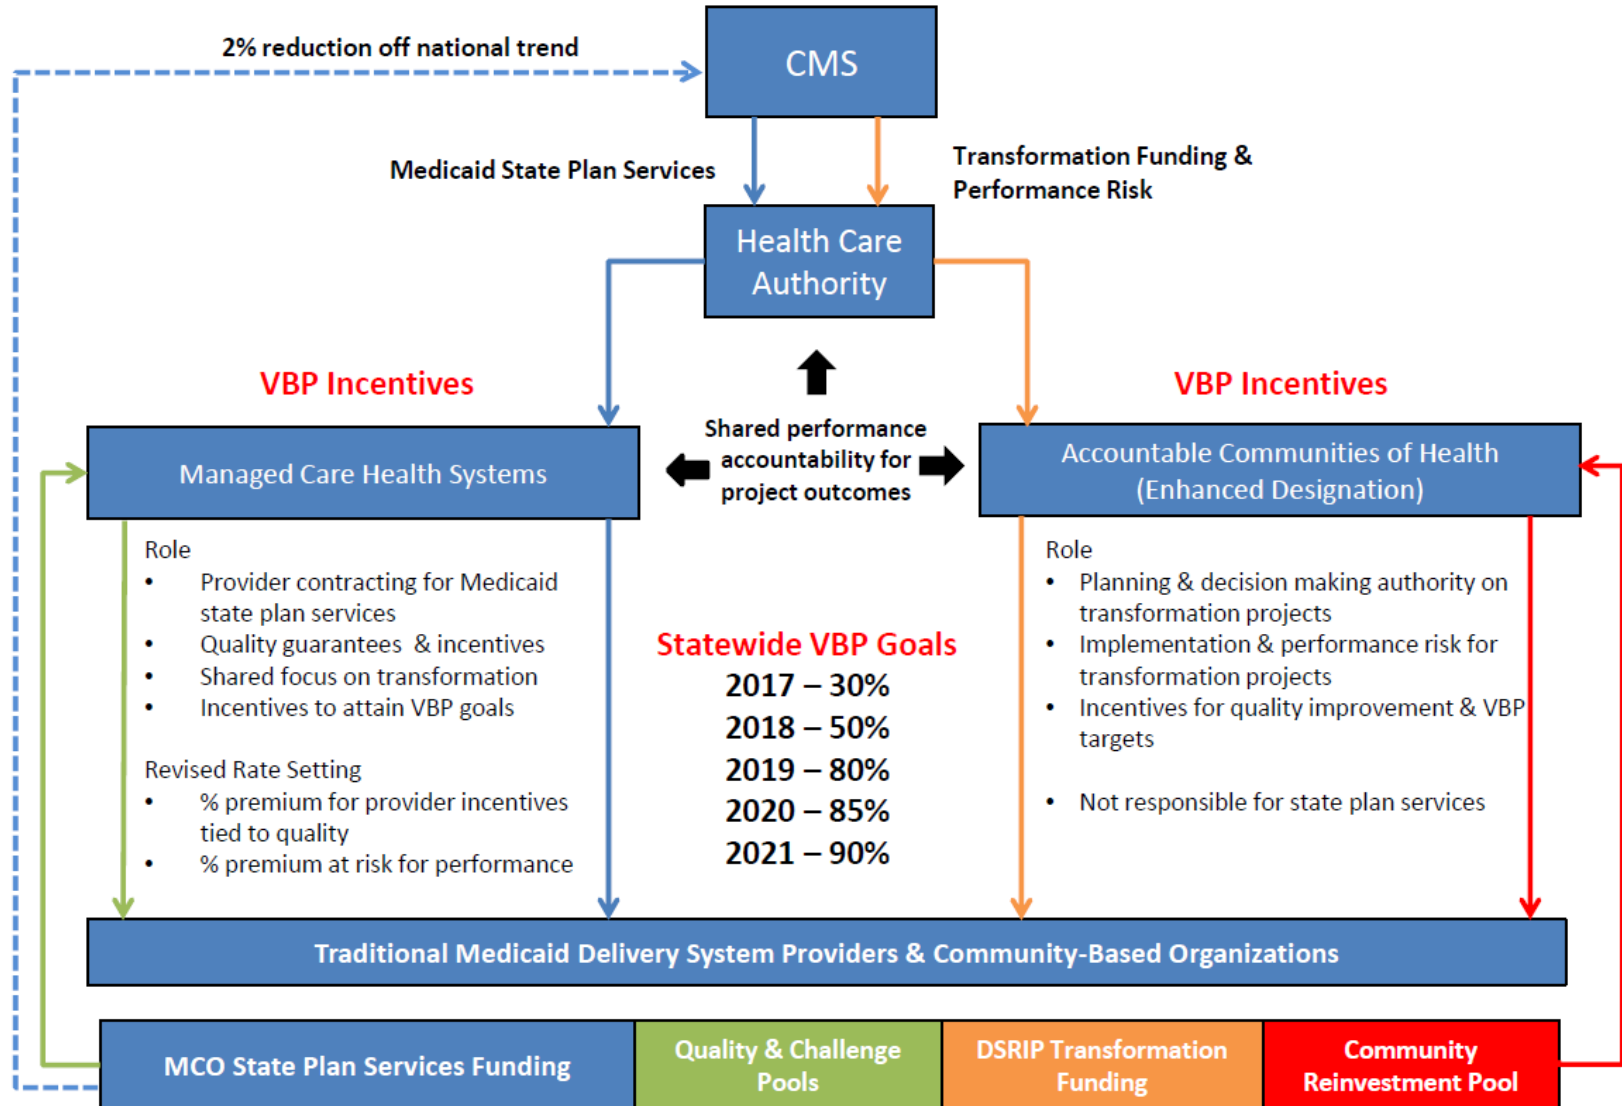 2% reduction off national trend
CMS
Medicaid State Plan Services
Transformation Funding &
Performance Risk
Health Care
Authority
VBP Incentives
VBP Incentives
Managed Care Health Systems
Shared performance
accountability for
project outcomes
Accountable Communities of Health
(Enhanced Designation)
Role
• Provider contracting for Medicaid
state plan services
• Quality guarantees & incentives
• Shared focus on transformation
• Incentives to attain VBP goals
Revised Rate Setting
• % premium for provider incentives
tied to quality
• % premium at risk for performance
Statewide VBP Goals
2017 – 30%
2018 – 50%
2019 – 80%
2020 – 85%
2021 – 90%
Role
• Planning & decision making authority on
transformation projects
• Implementation & performance risk for
transformation projects
• Incentives for quality improvement & VBP
targets
• Not responsible for state plan services
Traditional Medicaid Delivery System Providers & Community-Based Organizations
MCO State Plan Services Funding
Quality & Challenge
Pools
DSRIP Transformation
Funding
Community
Reinvestment Pool